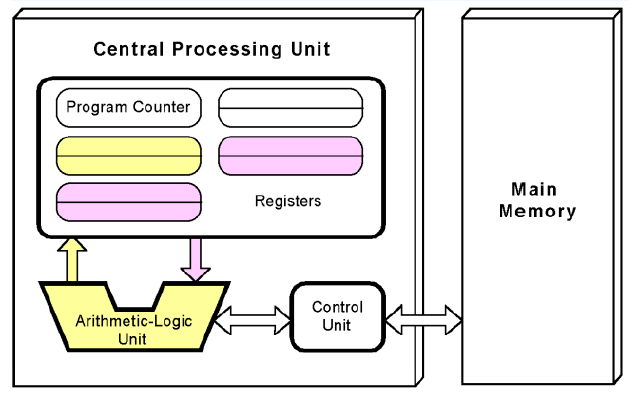 Central Processing Unit
Program Counter
Registers
Arithmetic-Logic
Unit
Control
Unit
Main
Memory